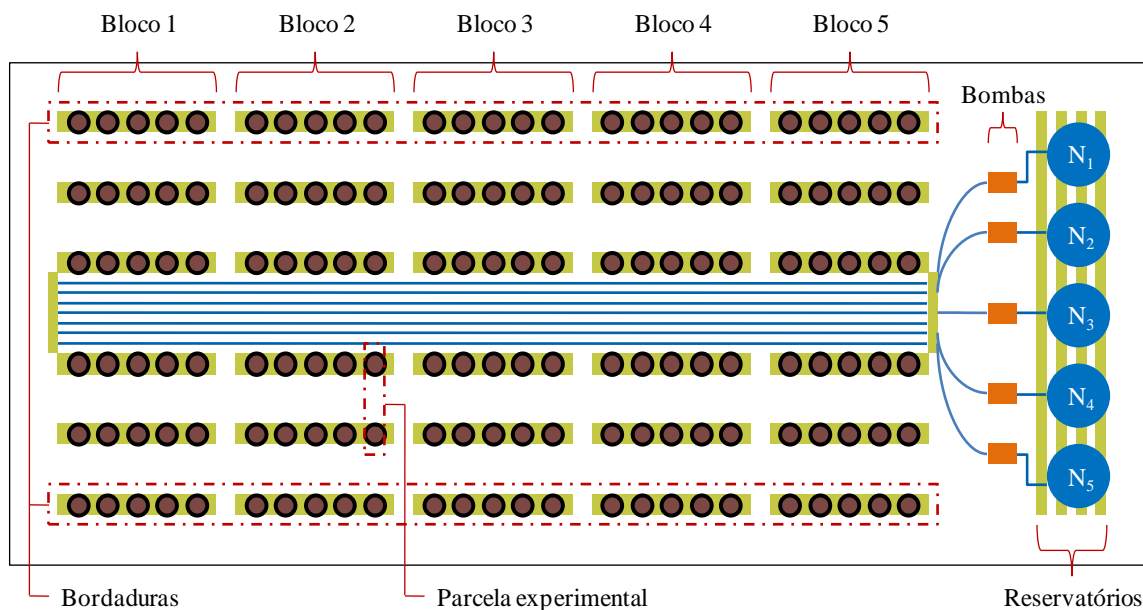 Bloco 1
Bloco 2
Bloco 3
Bloco 4
Bloco 5
Bombas
N1
N2
N3
N4
N5
Bordaduras
Parcela experimental
Reservatórios